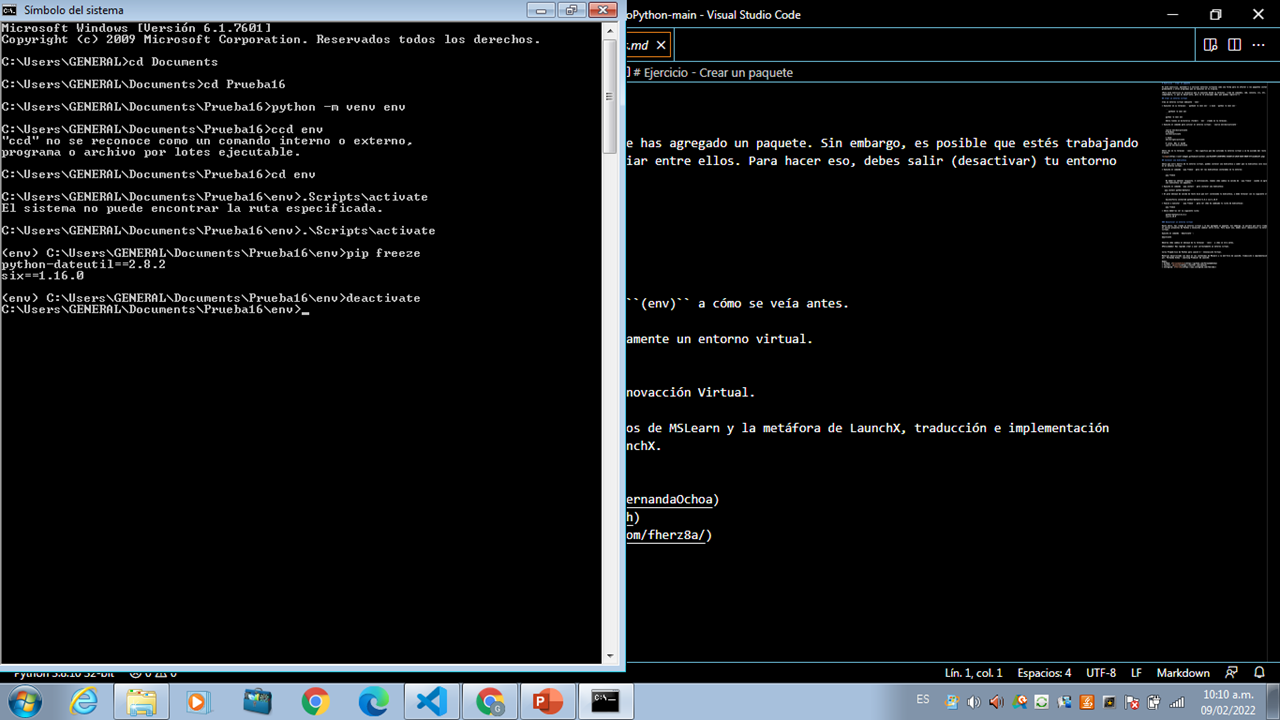 Símbolo del sistema
Microsoft Windows [Versión 6.1.7601]
Copyright (c) 2009 Microsoft Corporation. Reservados todos los derechos.
C:\Users\GENERAL>cd Documents
C:\Users\GENERAL\Documents>cd Prueba16
C:\Users\GENERAL\Documents\Prueba16>python -m venv env
C:\Users\GENERAL\Documents\Prueba16>ccd env
"ccd" no se reconoce como un comando interno o externo,
programa o archivo por lotes ejecutable.
C:\Users\GENERAL\Documents\Prueba16>cd env
C:\Users\GENERAL\Documents\Prueba16\env>.Scripts\activate
El sistema no puede encontrar la ruta especificada.
C:\Users\GENERAL\Documents\Prueba16\env>.\Scripts\activate
(env) C:\Users\GENERAL\Documents\Prueba16\env>pip freeze
python-dateutil==2.8.2
six==1.16.0
(env) C:\Users\GENERAL\Documents\Prueba16\env>deactivate
C:\Users\GENERAL\Documents\Prueba16\env>
oPython-main - Visual Studio Code
.md
# Ejercicio - Crear un paquete
e has agregado un paquete. Sin embargo, es posible que estés trabajando
iar entre ellos. Para hacer eso, debes salir (desactivar) tu entorno
``(env)`` a cómo se veía antes.
amente un entorno virtual.
novacción Virtual.
os de MSLearn y la metáfora de LaunchX, traducción e implementación
nchX.
ernandaOchoa)
h)
om/fherz8a/)
Python 3.8.10 32-bit 0 0
Lín. 1, col. 1 Espacios: 4 UTF-8 LF Markdown
ES
10:10 a.m.
09/02/2022